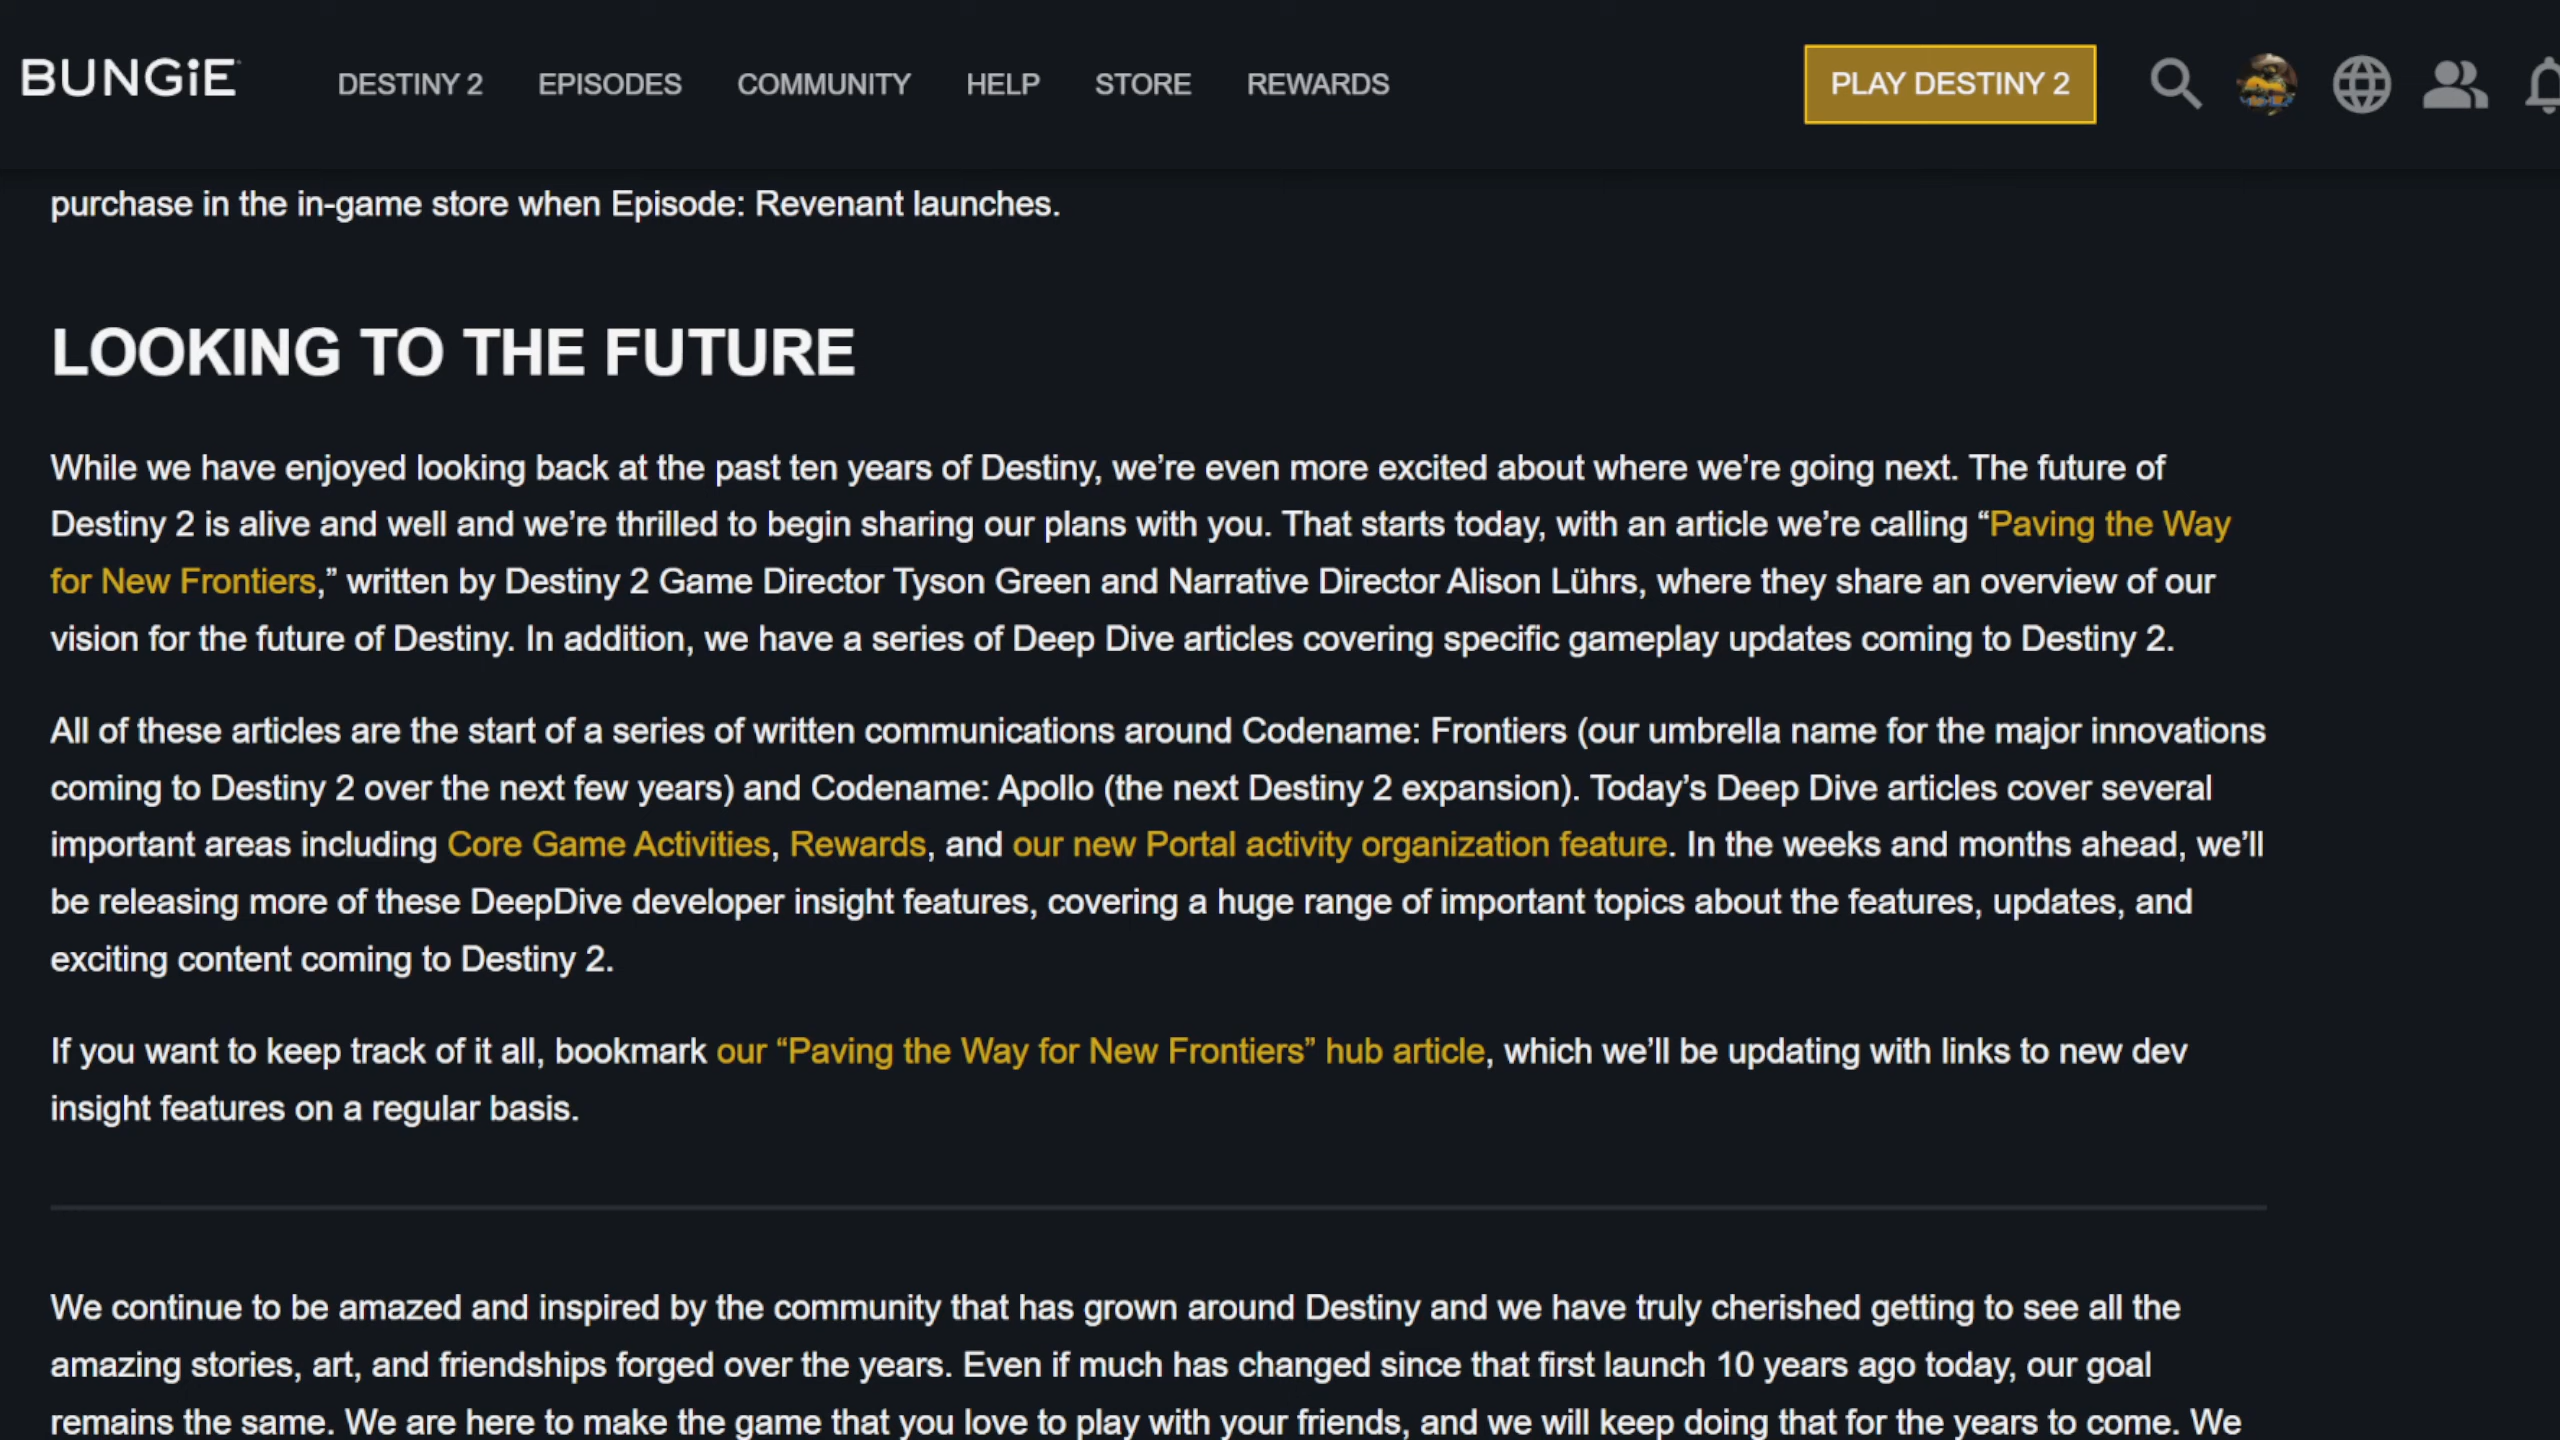 BUNGiE
DESTINY 2 EPISODES COMMUNITY HELP STORE REWARDS PLAY DESTINY 2
purchase in the in-game store when Episode: Revenant launches.
LOOKING TO THE FUTURE
While we have enjoyed looking back at the past ten years of Destiny, we’re even more excited about where we’re going next. The future of
Destiny 2 is alive and well and we’re thrilled to begin sharing our plans with you. That starts today, with an article we’re calling “Paving the Way
for New Frontiers,” written by Destiny 2 Game Director Tyson Green and Narrative Director Alison Lührs, where they share an overview of our
vision for the future of Destiny. In addition, we have a series of Deep Dive articles covering specific gameplay updates coming to Destiny 2.
All of these articles are the start of a series of written communications around Codename: Frontiers (our umbrella name for the major innovations
coming to Destiny 2 over the next few years) and Codename: Apollo (the next Destiny 2 expansion). Today’s Deep Dive articles cover several
important areas including Core Game Activities, Rewards, and our new Portal activity organization feature. In the weeks and months ahead, we’ll
be releasing more of these DeepDive developer insight features, covering a huge range of important topics about the features, updates, and
exciting content coming to Destiny 2.
If you want to keep track of it all, bookmark our “Paving the Way for New Frontiers” hub article, which we’ll be updating with links to new dev
insight features on a regular basis.
We continue to be amazed and inspired by the community that has grown around Destiny and we have truly cherished getting to see all the
amazing stories, art, and friendships forged over the years. Even if much has changed since that first launch 10 years ago today, our goal
remains the same. We are here to make the game that you love to play with your friends, and we will keep doing that for the years to come. We